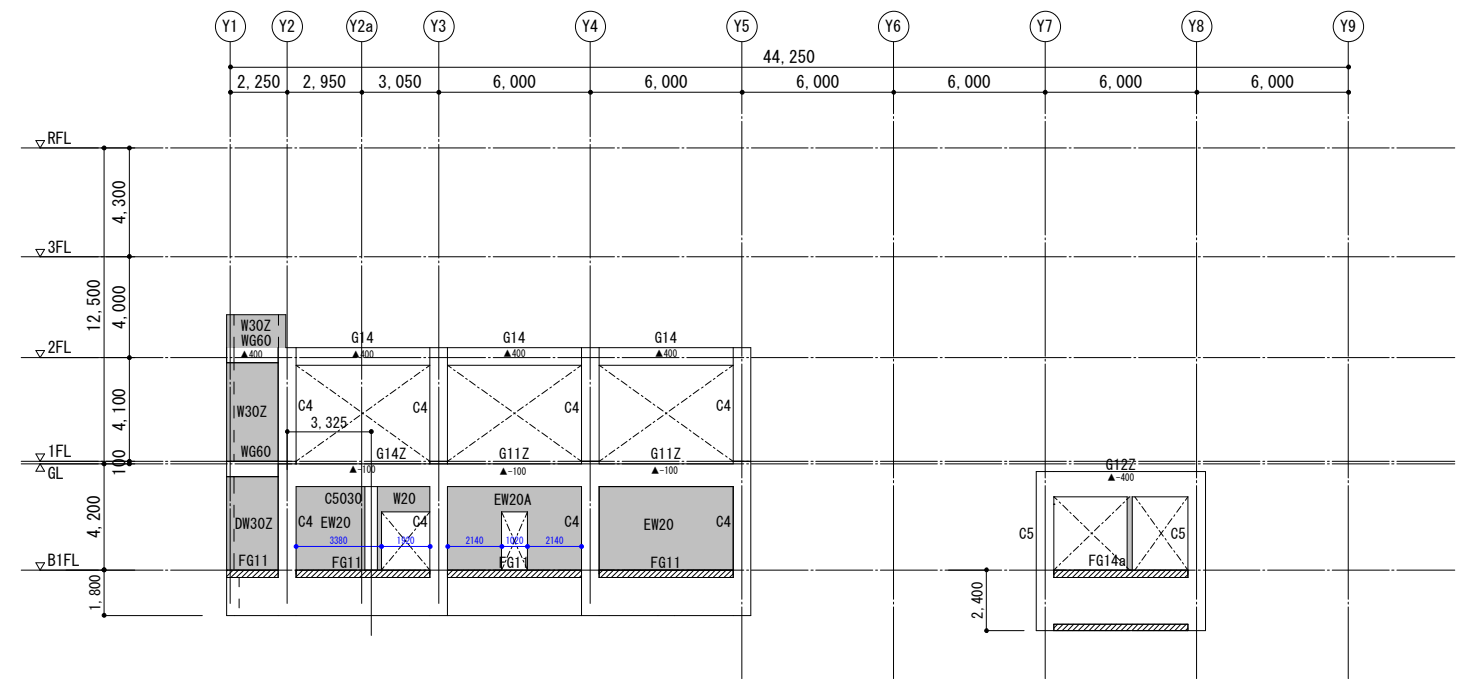 Y1 Y2 Y2a Y3 Y4 Y5 Y6 Y7 Y8 Y9
44,250
2,250 2,950 3,050 6,000 6,000 6,000 6,000 6,000 6,000
RFL
4,300
3FL
12,500
4,000
W30Z
WG60
▲400
G14 G14 G14
▲400 ▲400 ▲400
2FL
4,100
W30Z
C4 C4 C4 C4
3,325
WG60
G14Z G11Z G11Z
▲-100 ▲-100 ▲-100
1FL
100
GL
G12Z
▲-400
4,200
C5030 W20 EW20A
DW30Z C4 EW20 C4 C4 EW20 C4
C5 C5
3380 1920 2140 1020 2140
FG11 FG11 FG11 FG11 FG14a
B1FL
1,800
2,400